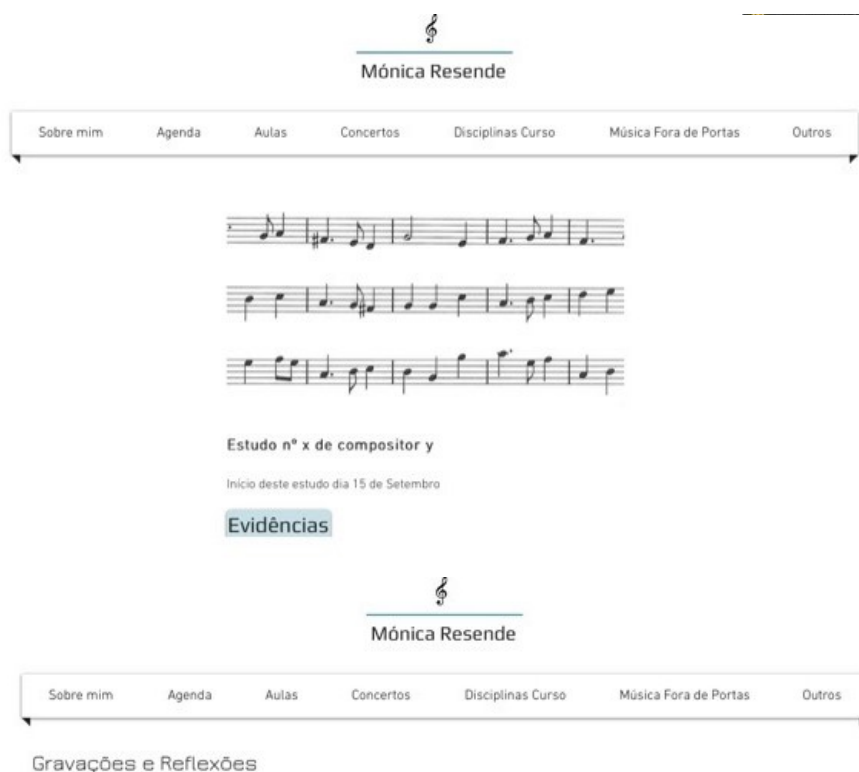 Mónica Resende
Sobre mim Agenda Aulas Concertos Disciplinas Curso Música Fora de Portas Outros
Estudo nº x de compositor y
Início deste estudo dia 15 de Setembro
Evidências
Mónica Resende
Sobre mim Agenda Aulas Concertos Disciplinas Curso Música Fora de Portas Outros
Gravações e Reflexões